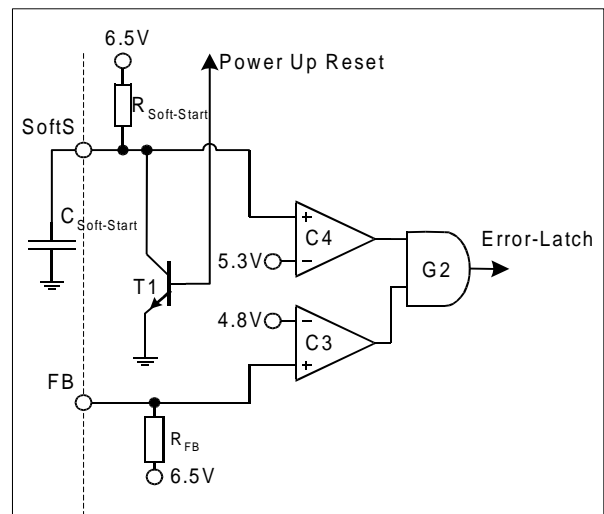 6.5V
Power Up Reset
R Soft-Start
SoftS
C Soft-Start
C4
5.3V
Error-Latch
G2
T1
4.8V
C3
FB
R FB
6.5V
+
-
-
+